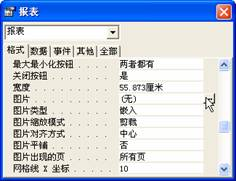 报表
报表
格式 数据 事件 其他 全部
最大最小化按钮 . . . . . 两者都有
关闭按钮 . . . . . . . . 是
宽度 . . . . . . . . . . 55.873厘米
图片 . . . . . . . . . . (无)
图片类型 . . . . . . . . 嵌入
图片缩放模式 . . . . . . 剪裁
图片对齐方式 . . . . . . 中心
图片平铺 . . . . . . . . 否
图片出现的页 . . . . . . 所有页
网格线 X 坐标 . . . . . . 10